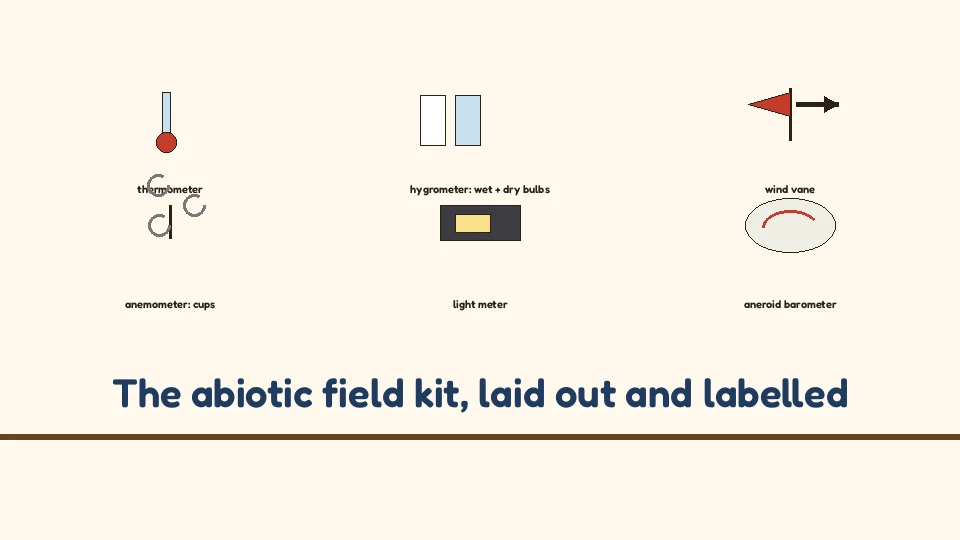 thermometer
hygrometer: wet + dry bulbs
wind vane
anemometer: cups
light meter
aneroid barometer
The abiotic field kit, laid out and labelled